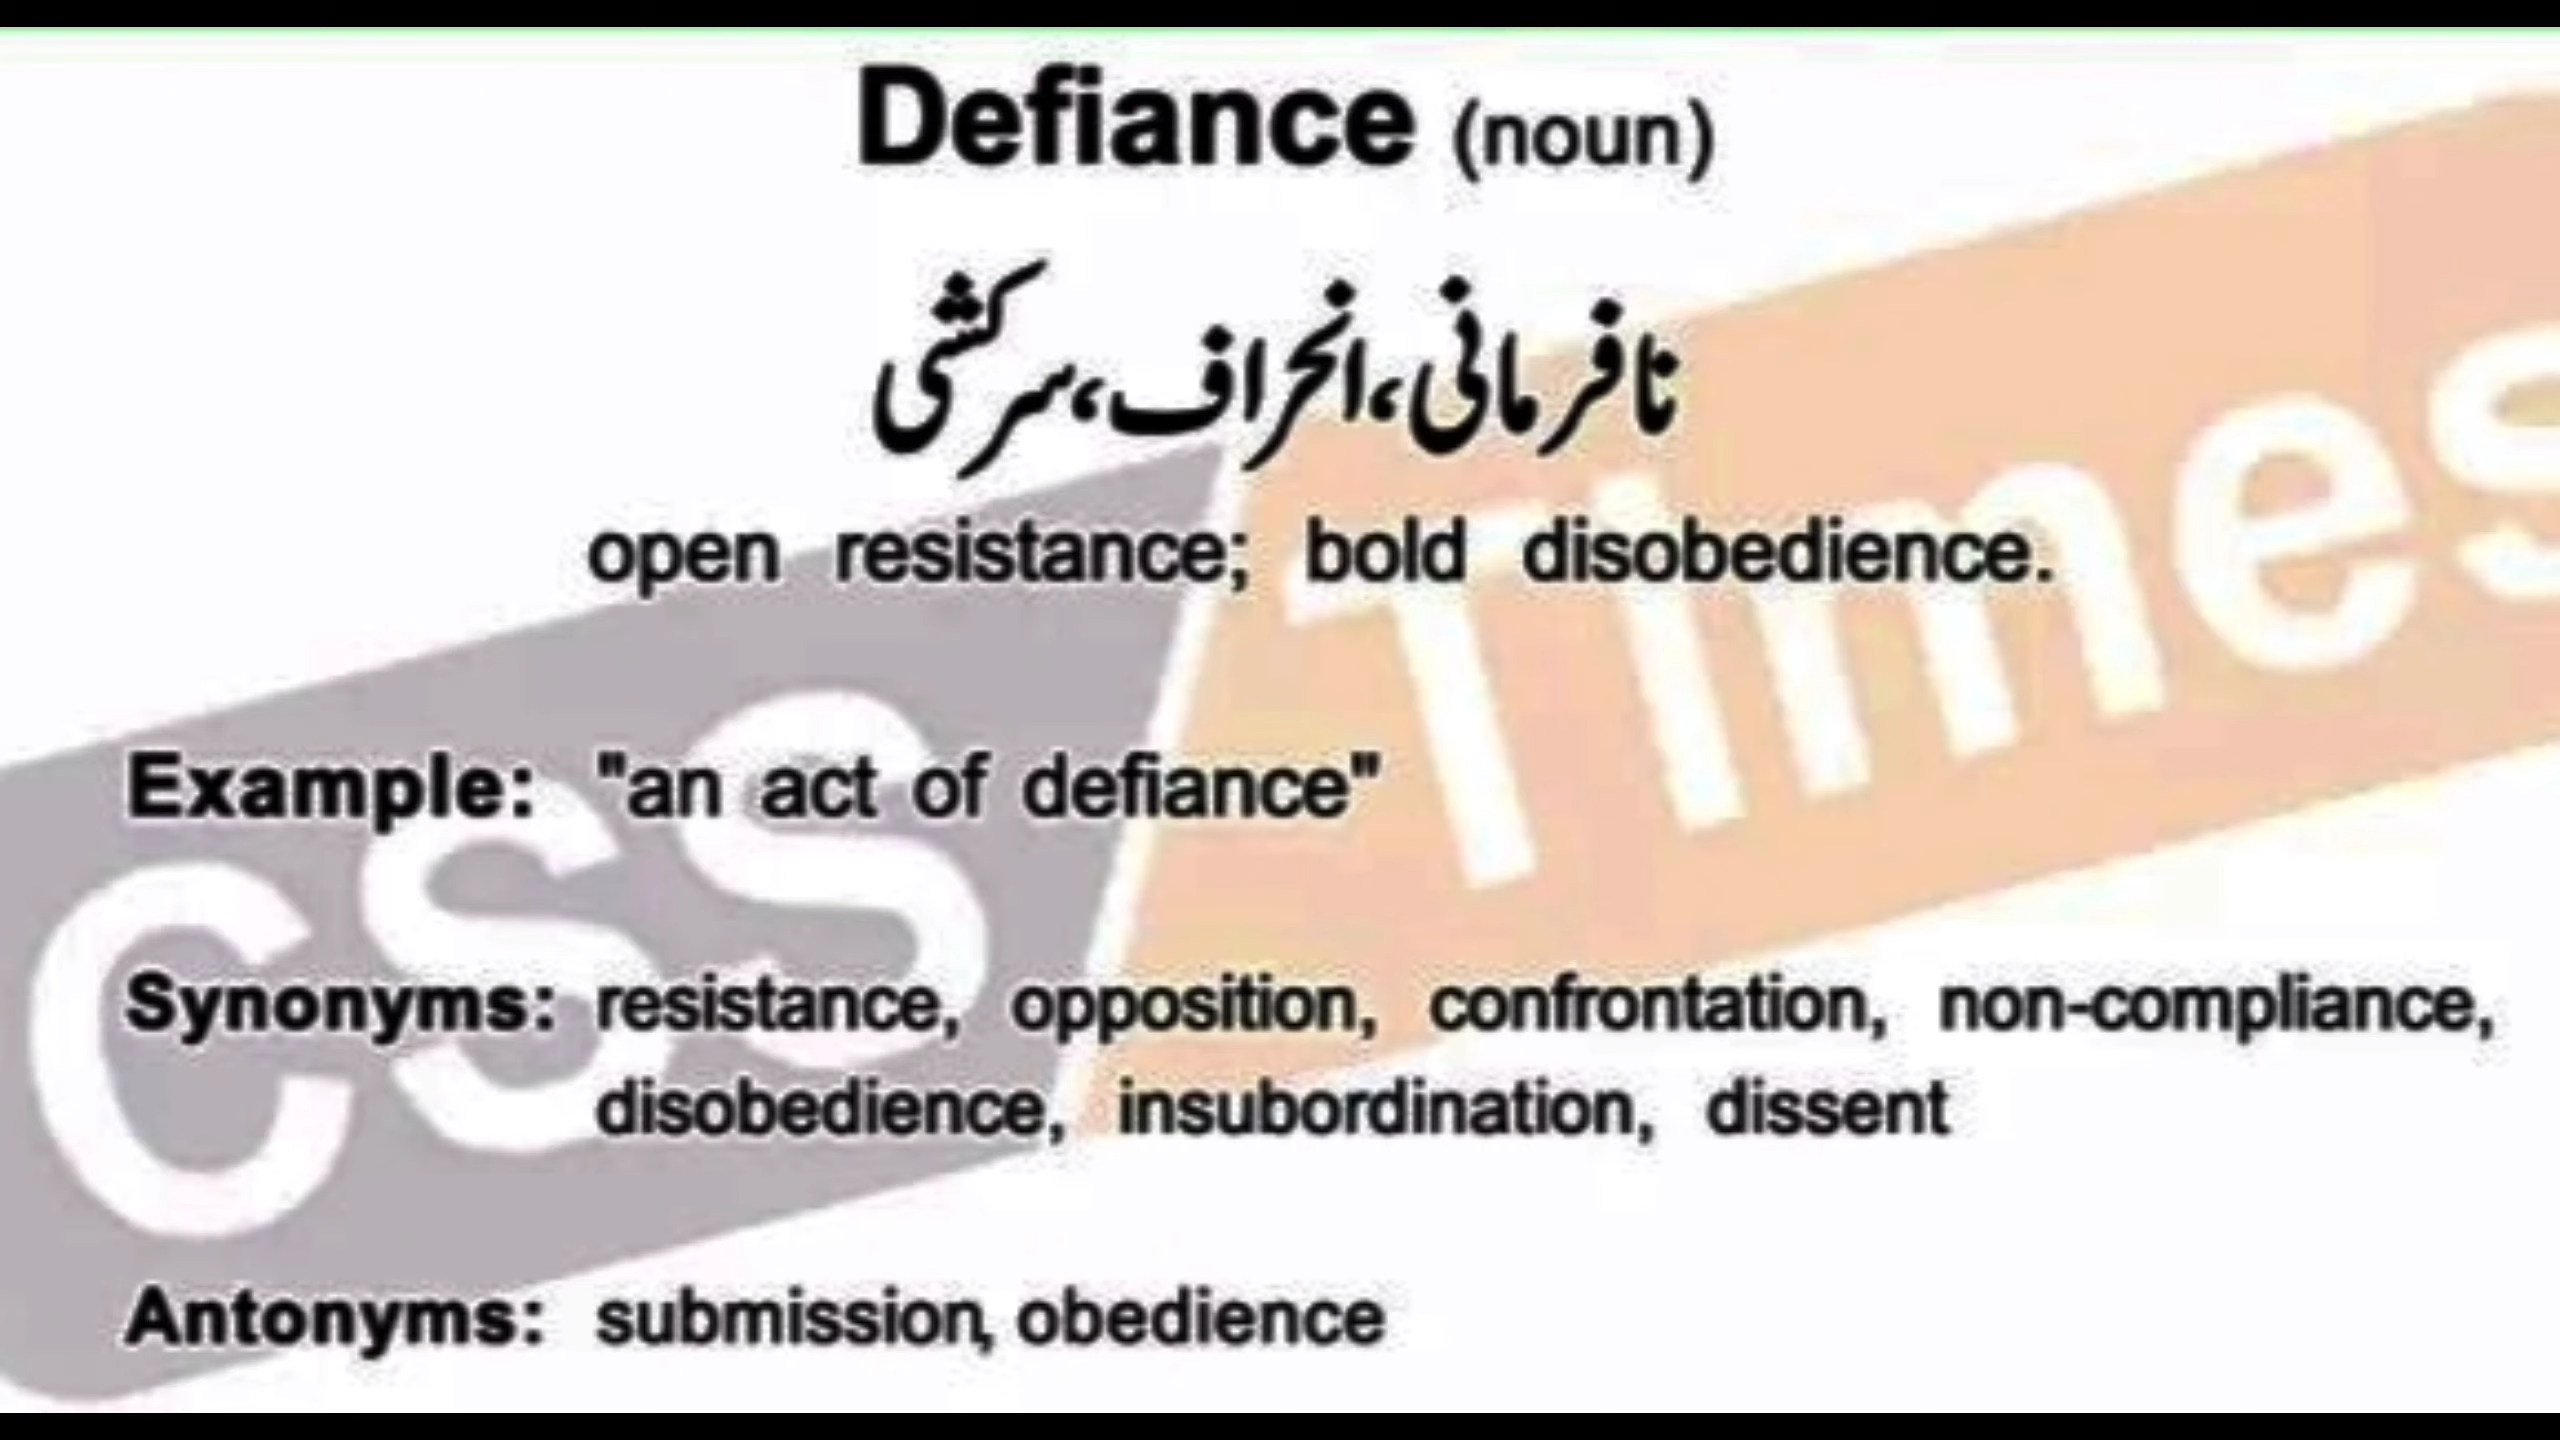 Defiance (noun)
نافرمانی،انحراف،سرکشی
open resistance; bold disobedience.
Example: "an act of defiance"
Synonyms: resistance, opposition, confrontation, non-compliance,
disobedience, insubordination, dissent
Antonyms: submission, obedience
CSS Times